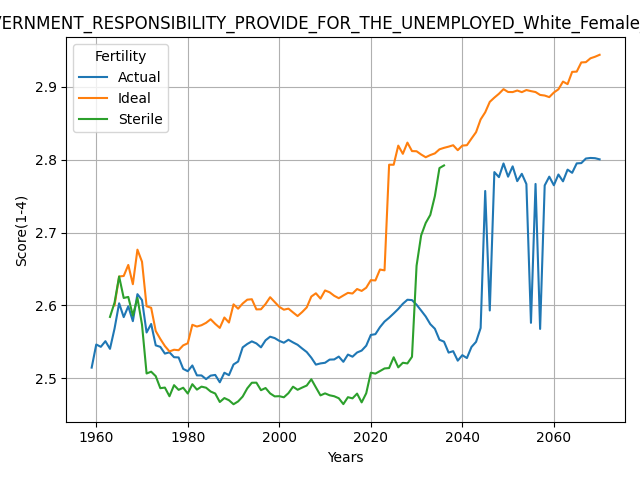 VERNMENT_RESPONSIBILITY_PROVIDE_FOR_THE_UNEMPLOYED_White_Female
Fertility
Actual
Ideal
Sterile
Score(1-4)
2.9
2.8
2.7
2.6
2.5
1960 1980 2000 2020 2040 2060
Years